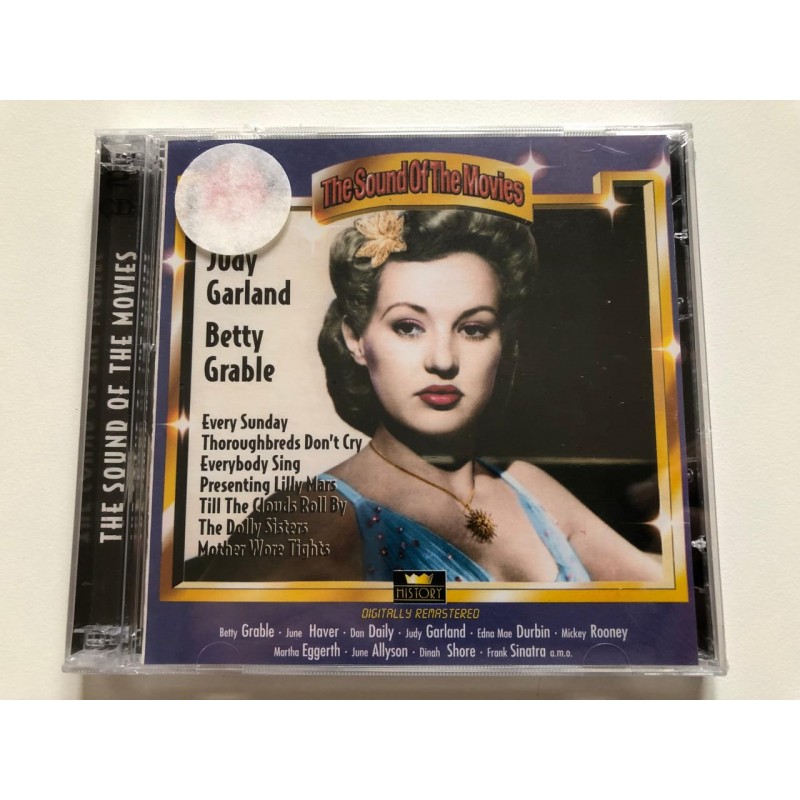 The Sound Of The Movies
Judy
Garland
Betty
Grable
Every Sunday
Thoroughbreds Don't Cry
Everybody Sing
Presenting Lilly Mars
Till The Clouds Roll By
The Dolly Sisters
Mother Wore Tights
HISTORY
DIGITALLY REMASTERED
Betty Grable · June Haver · Dan Daily · Judy Garland · Edna Mae Durbin · Mickey Rooney
Martha Eggerth · June Allyson · Dinah Shore · Frank Sinatra a.m.o.
THE SOUND OF THE MOVIES